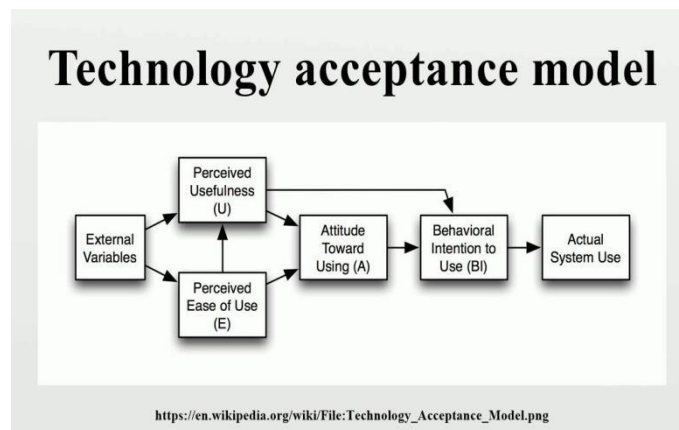 Technology acceptance model
Perceived
Usefulness
(U)
External
Variables
Perceived
Ease of Use
(E)
Attitude
Toward
Using (A)
Behavioral
Intention to
Use (BI)
Actual
System Use
https://en.wikipedia.org/wiki/File:Technology_Acceptance_Model.png